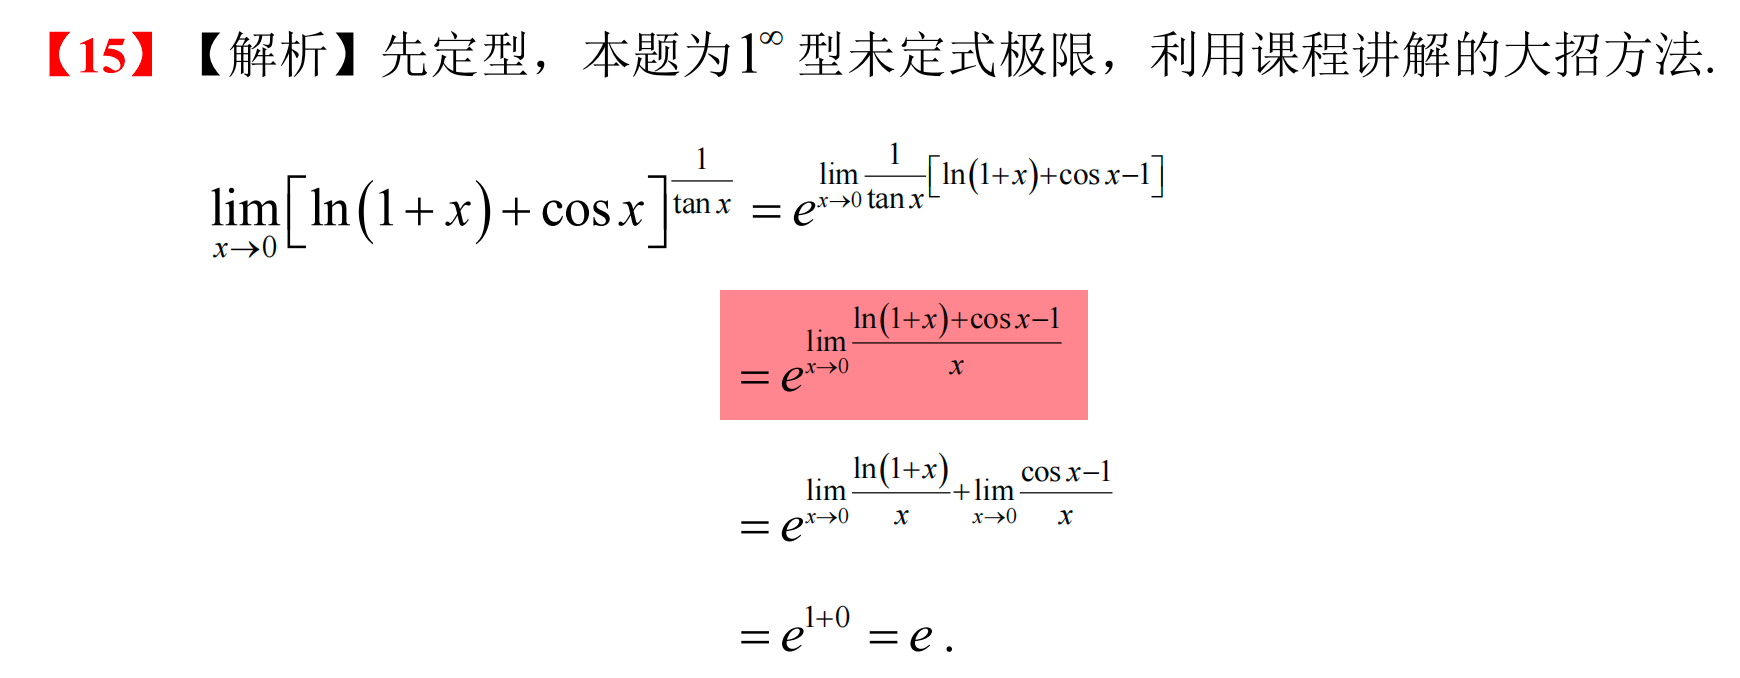 【15】【解析】先定型，本题为$1^{\infty}$型未定式极限，利用课程讲解的大招方法.
$\lim_{x \to 0}\left[\ln(1+x)+\cos x\right]^{\frac{1}{\tan x}} = e^{\lim_{x \to 0}\frac{1}{\tan x}\left[\ln(1+x)+\cos x-1\right]}$
$= e^{\lim_{x \to 0}\frac{\ln(1+x)+\cos x-1}{x}}$
$= e^{\lim_{x \to 0}\frac{\ln(1+x)}{x}+\lim_{x \to 0}\frac{\cos x-1}{x}}$
$= e^{1+0} = e.$